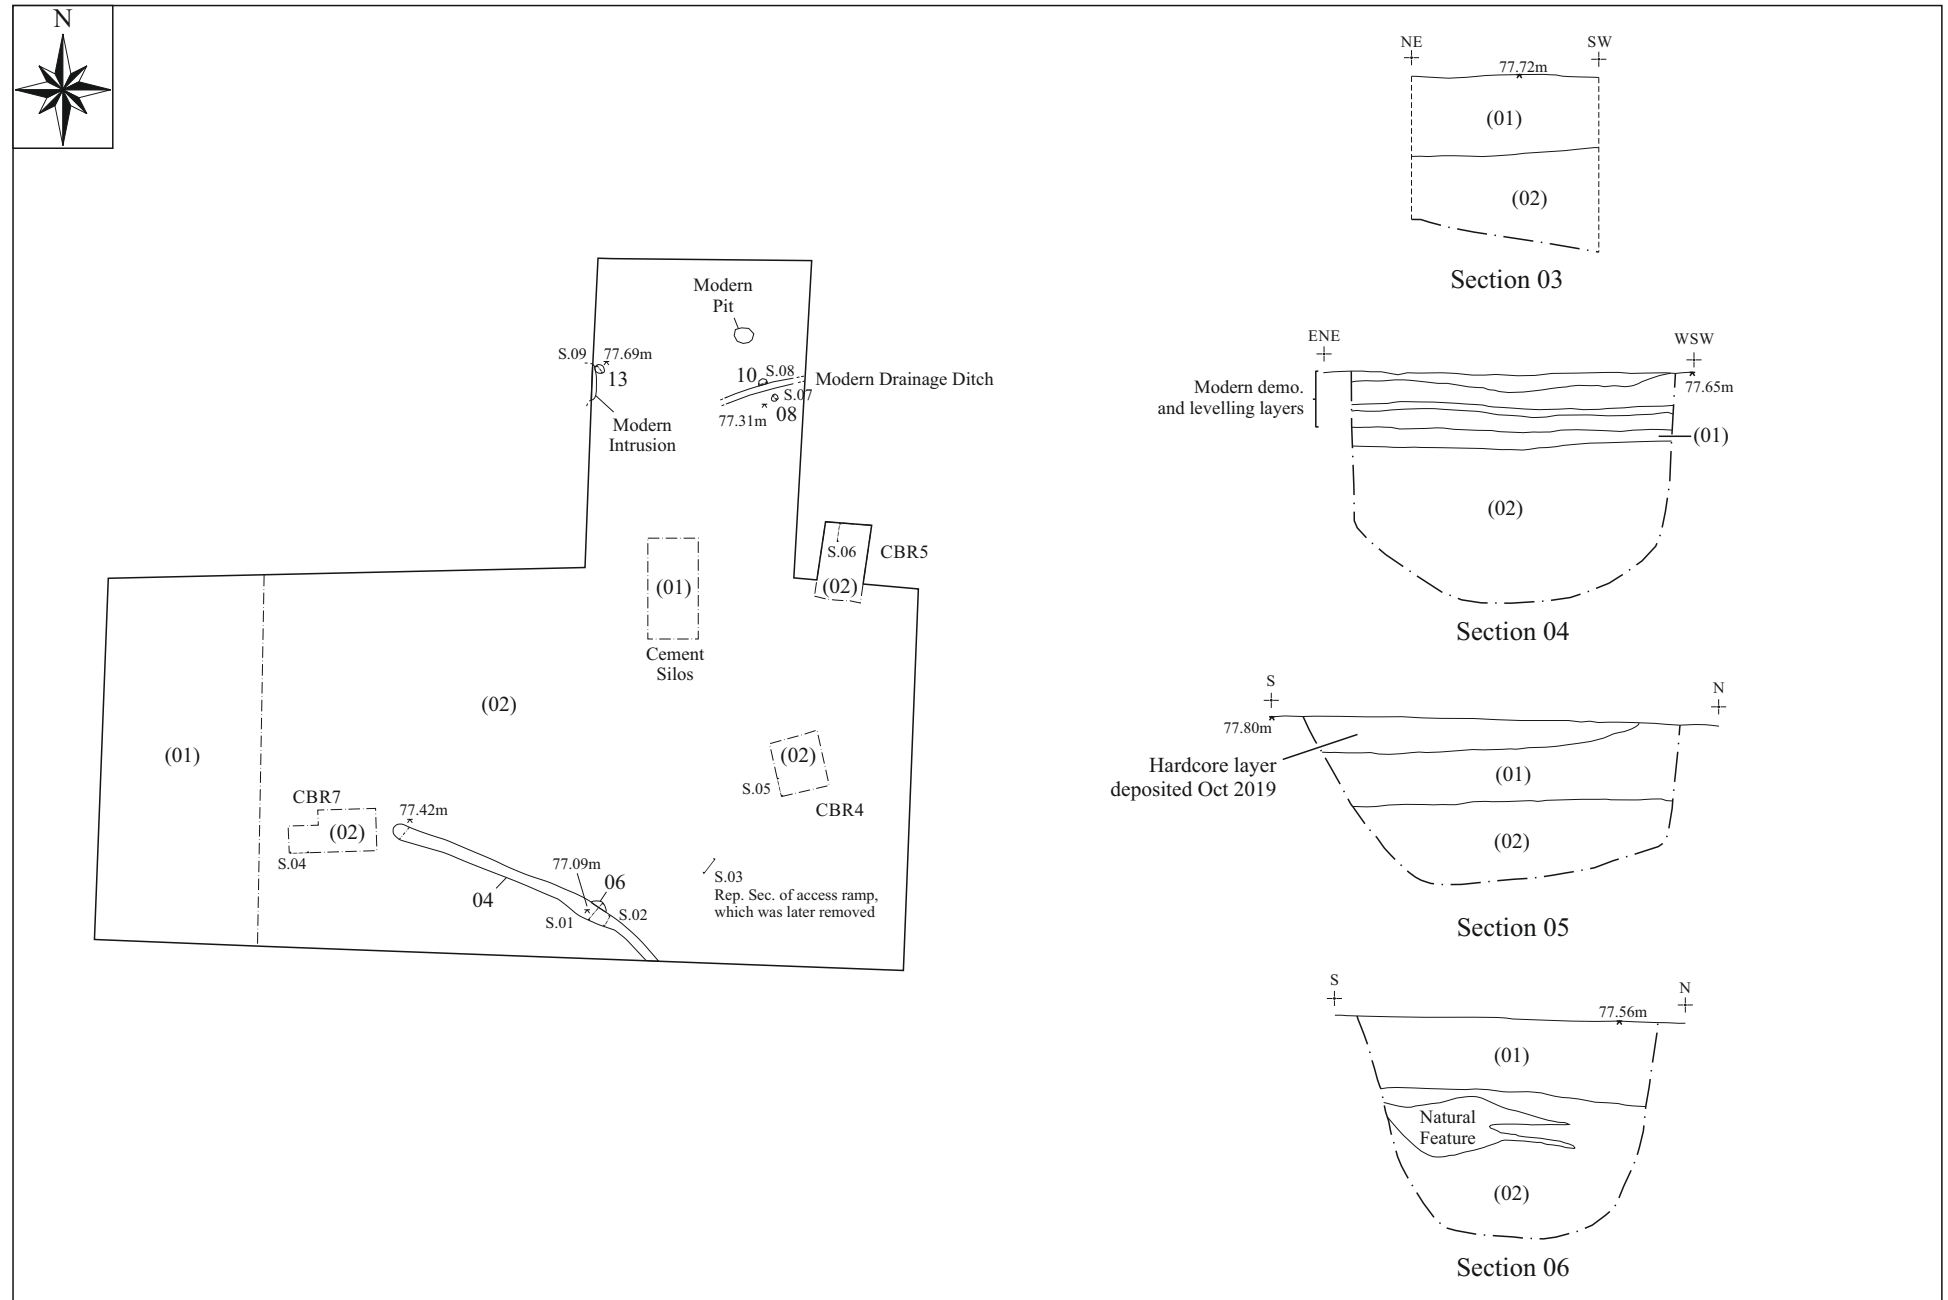 N
Modern
Pit
S.09
77.69m
13
10
S.08
Modern Drainage Ditch
S.07
77.31m
08
Modern
Intrusion
S.06
CBR5
(02)
(01)
Cement
Silos
(02)
(01)
(02)
S.05
CBR4
CBR7
(02)
S.04
77.42m
04
77.09m
06
S.01
S.02
S.03
Rep. Sec. of access ramp,
which was later removed
NE
SW
77.72m
(01)
(02)
Section 03
ENE
WSW
77.65m
Modern demo.
and levelling layers
(01)
(02)
Section 04
S
N
77.80m
Hardcore layer
deposited Oct 2019
(01)
(02)
Section 05
S
N
77.56m
(01)
Natural
Feature
(02)
Section 06